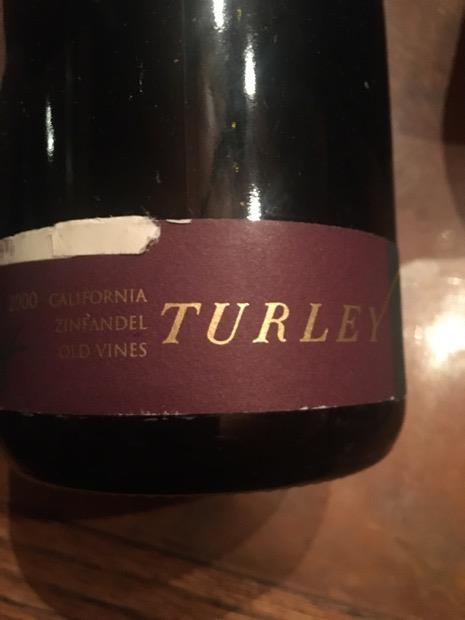 2000 CALIFORNIA
ZINFANDEL
OLD VINES
TURLEY